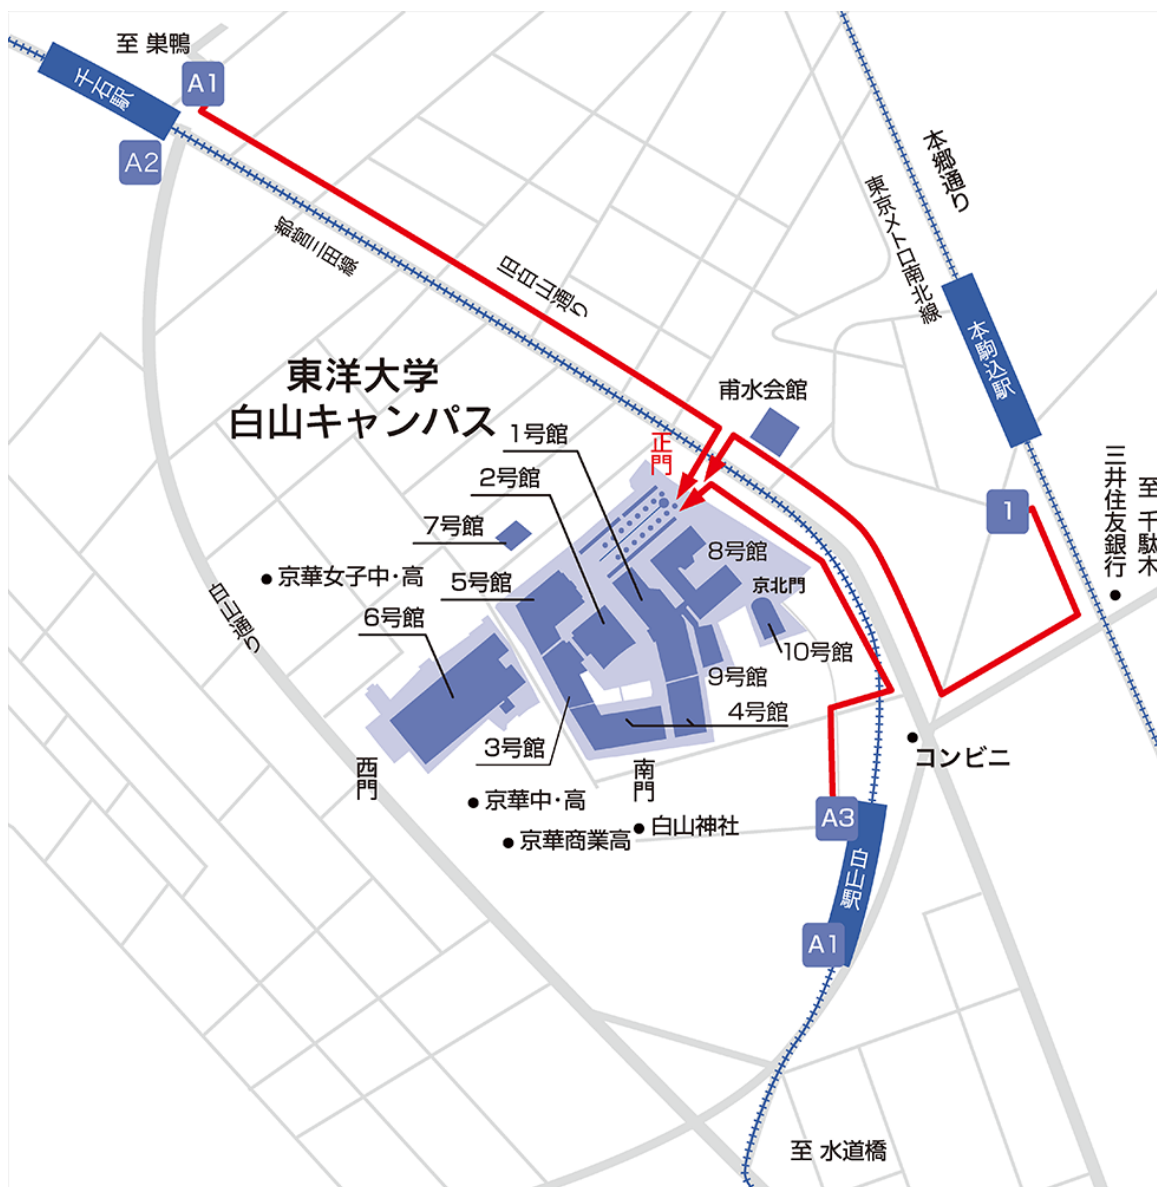 至 巣鴨
A1
千石駅
A2
本郷通り
東京メトロ南北線
都営三田線
旧白山通り
本駒込駅
東洋大学
白山キャンパス
甫水会館
1号館
正門
2号館
三井住友銀行
至 千駄木
1
7号館
8号館
京華女子中・高
5号館
京北門
白山通り
6号館
10号館
9号館
4号館
3号館
コンビニ
西門
南門
京華中・高
A3
白山神社
京華商業高
白山駅
A1
至 水道橋